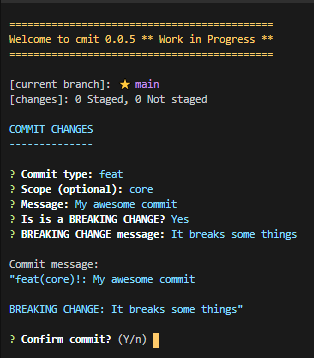 ==========================================
Welcome to cmit 0.0.5 ** Work in Progress **
==========================================
[current branch]: ★ main
[changes]: 0 Staged, 0 Not staged
COMMIT CHANGES
--------------
? Commit type: feat
? Scope (optional): core
? Message: My awesome commit
? Is is a BREAKING CHANGE? Yes
? BREAKING CHANGE message: It breaks some things
Commit message:
"feat(core)!: My awesome commit
BREAKING CHANGE: It breaks some things"
? Confirm commit? (Y/n)